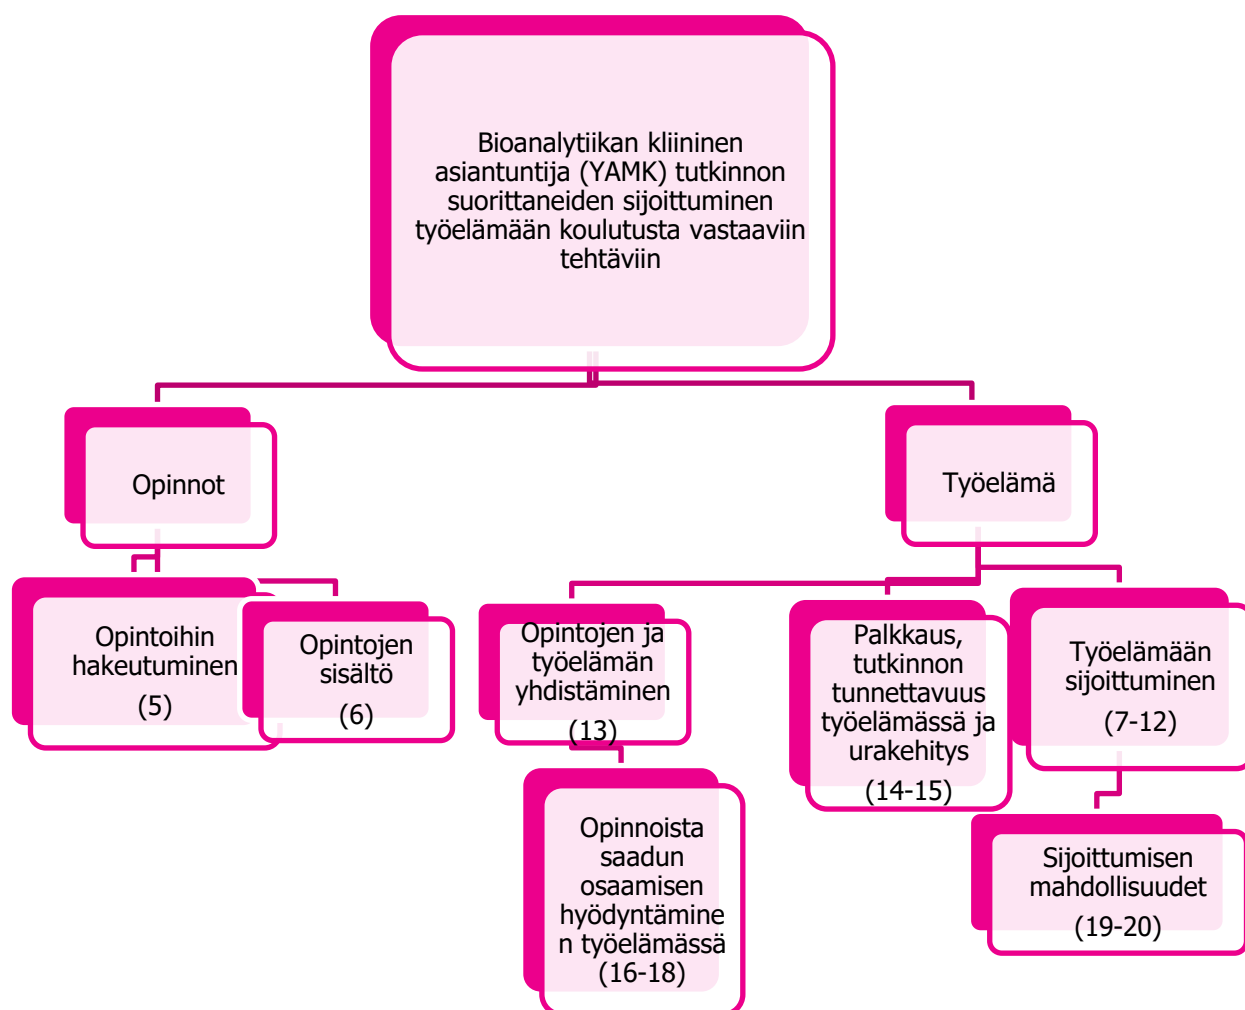 Bioanalytiikan kliininen
asiantuntija (YAMK) tutkinnon
suorittaneiden sijoittuminen
työelämään koulutusta vastaaviin
tehtäviin
Opinnot
Työelämä
Opintoihin
hakeutuminen
(5)
Opintojen
sisältö
(6)
Opintojen ja
työelämän
yhdistäminen
(13)
Palkkaus,
tutkinnon
tunnettavuus
työelämässä ja
urakehitys
(14-15)
Työelämään
sijoittuminen
(7-12)
Opinnoista
saadun
osaamisen
hyödyntämine
n työelämässä
(16-18)
Sijoittumisen
mahdollisuudet
(19-20)